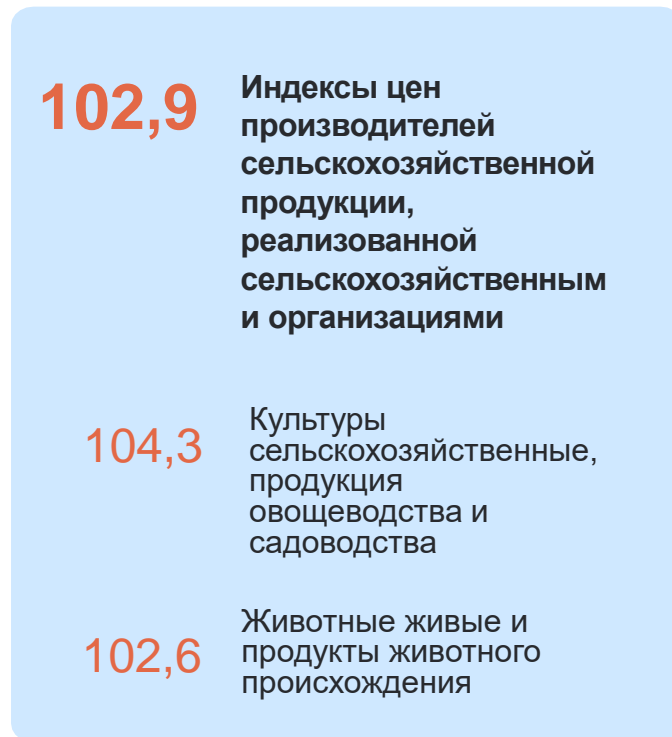 102,9
Индексы цен
производителей
сельскохозяйственной
продукции,
реализованной
сельскохозяйственным
и организациями
104,3
Культуры
сельскохозяйственные,
продукция
овощеводства и
садоводства
102,6
Животные живые и
продукты животного
происхождения